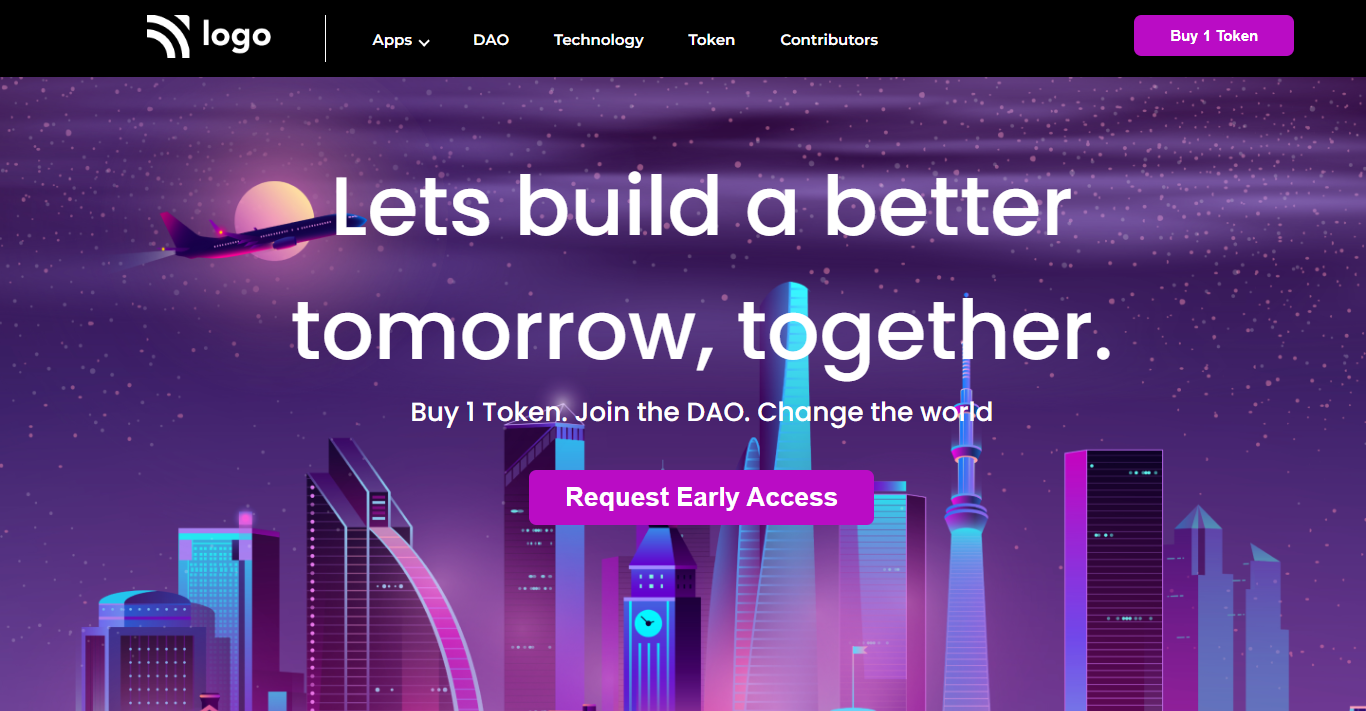 logo
Apps
DAO
Technology
Token
Contributors
Buy 1 Token
Lets build a better
tomorrow, together.
Buy 1 Token. Join the DAO. Change the world
Request Early Access